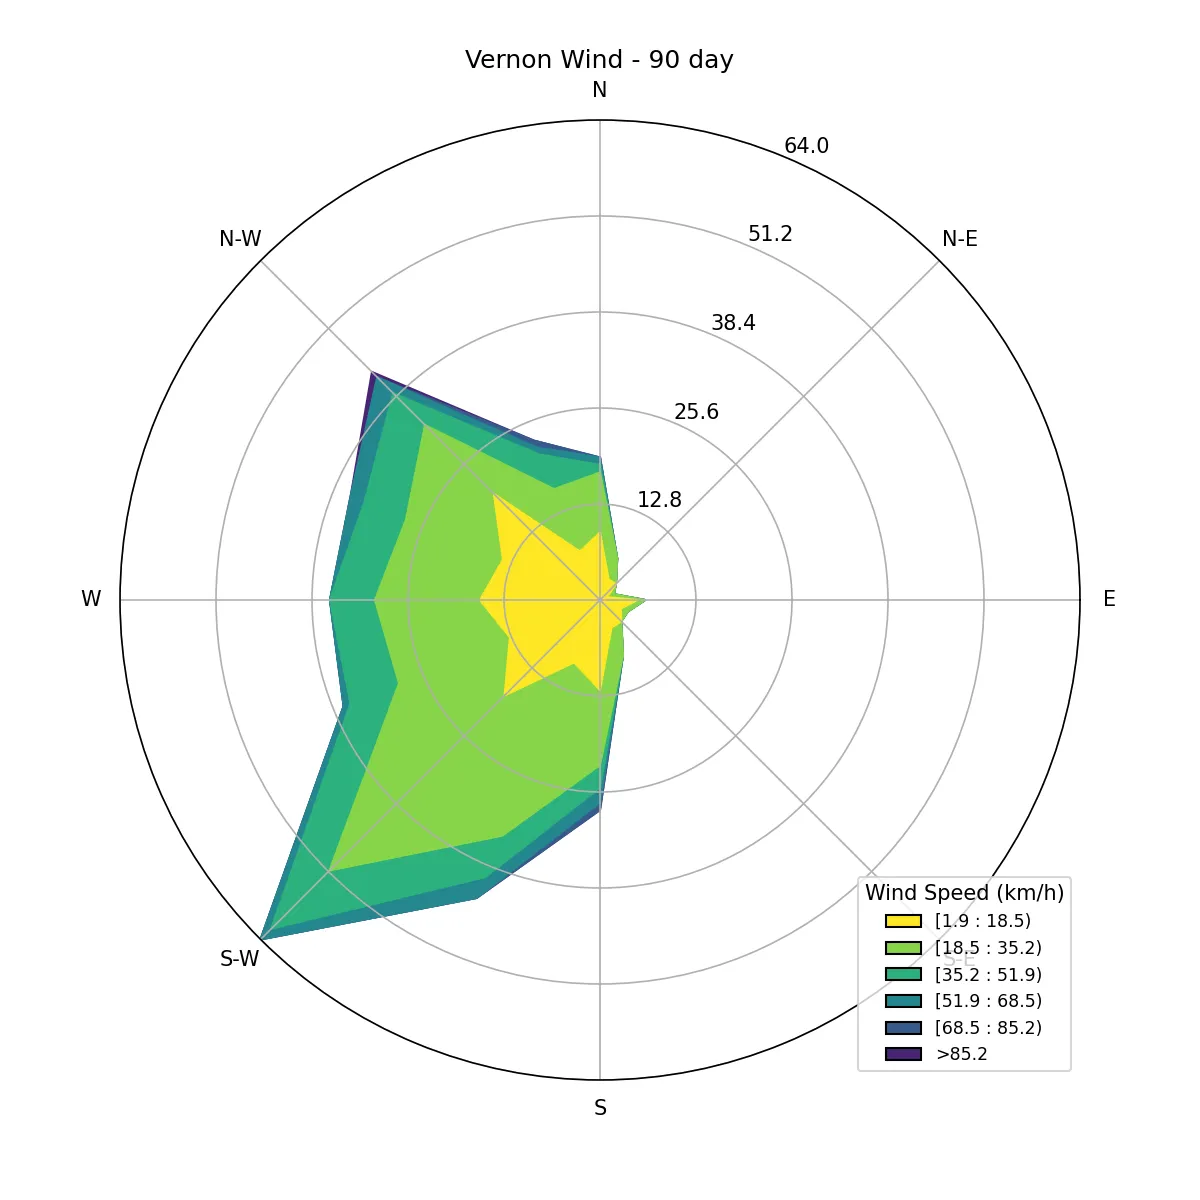 Vernon Wind - 90 day
N
64.0
N-W
51.2
N-E
38.4
25.6
12.8
W
E
S-W
S-E
S
Wind Speed (km/h)
[1.9 : 18.5)
[18.5 : 35.2)
[35.2 : 51.9)
[51.9 : 68.5)
[68.5 : 85.2)
>85.2